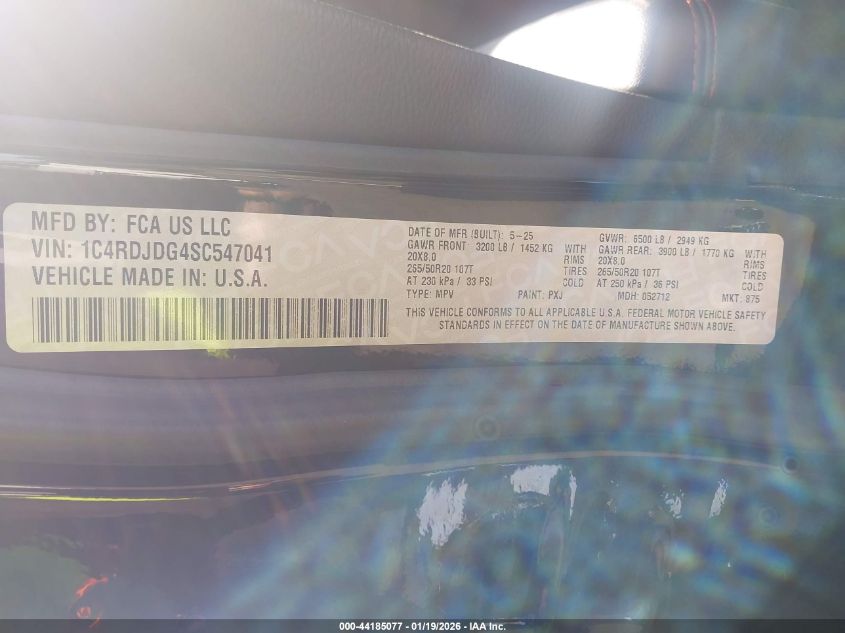 MFD BY: FCA US LLC
VIN: 1C4RDJDG4SC547041
VEHICLE MADE IN: U.S.A.
DATE OF MFR (BUILT): 5-25
GAWR FRONT: 3200 LB / 1452 KG WITH
20X8.0 RIMS
265/50R20 107T TIRES
AT 230 kPa / 33 PSI COLD
TYPE: MPV PAINT: PXJ
GVWR: 6500 LB / 2949 KG
GAWR REAR: 3900 LB / 1770 KG WITH
20X8.0 RIMS
265/50R20 107T TIRES
AT 250 kPa / 36 PSI COLD
MDH: 052712 MKT: 875
THIS VEHICLE CONFORMS TO ALL APPLICABLE U.S.A. FEDERAL MOTOR VEHICLE SAFETY
STANDARDS IN EFFECT ON THE DATE OF MANUFACTURE SHOWN ABOVE.
000-44185077 - 01/19/2026 - IAA Inc.